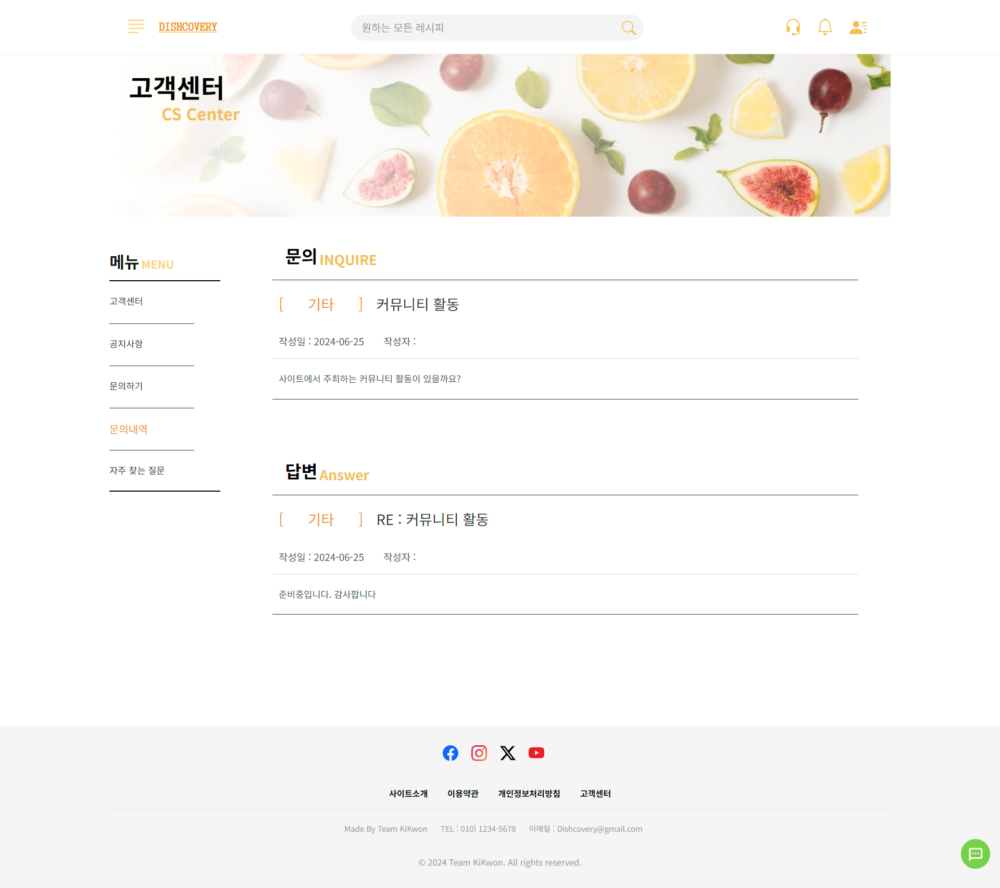 DISHCOVERY
원하는 모든 레시피
고객센터
CS Center
메뉴 MENU
고객센터
공지사항
문의하기
문의내역
자주 찾는 질문
문의 INQUIRE
[ 기타 ] 커뮤니티 활동
작성일 : 2024-06-25 작성자 :
사이트에서 주최하는 커뮤니티 활동이 있을까요?
답변 Answer
[ 기타 ] RE : 커뮤니티 활동
작성일 : 2024-06-25 작성자 :
준비중입니다. 감사합니다
사이트소개 이용약관 개인정보처리방침 고객센터
Made By Team KiKwon TEL : 010) 1234-5678 이메일 : Dishcovery@gmail.com
© 2024 Team KiKwon. All rights reserved.